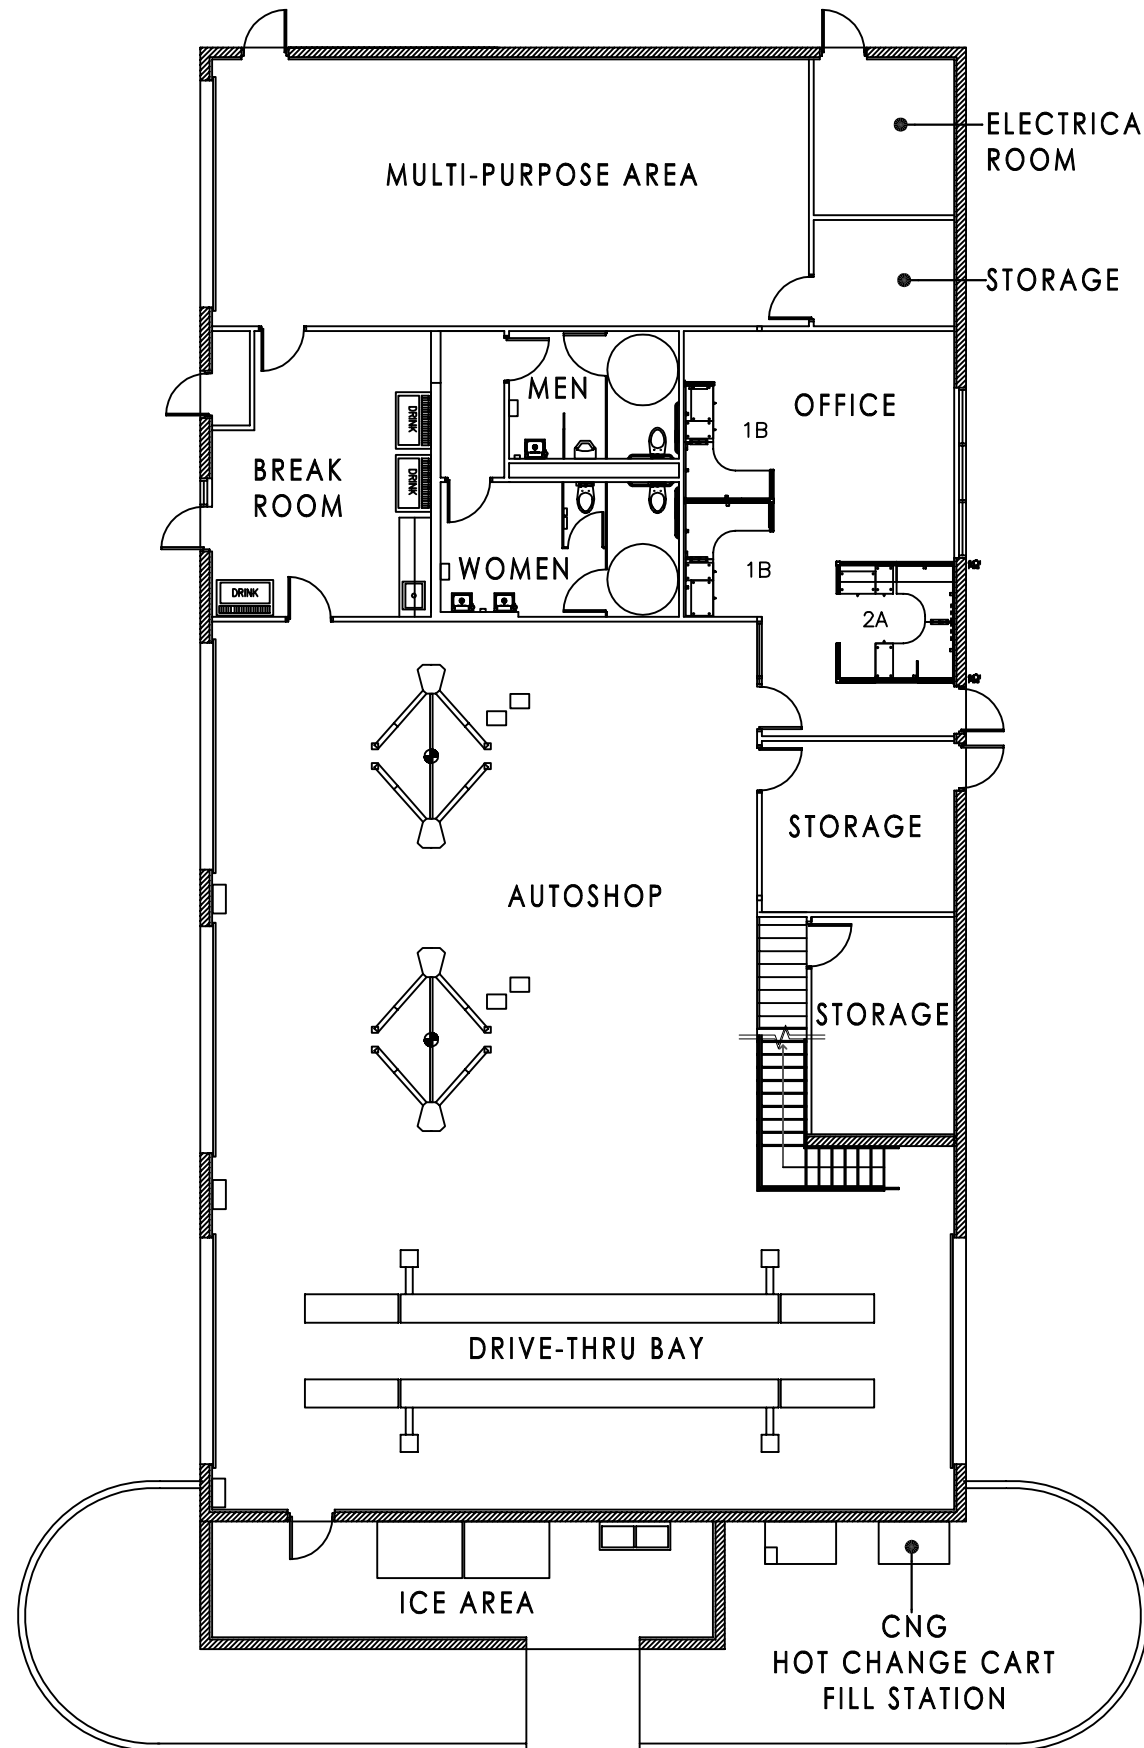 ELECTRICA
ROOM
MULTI-PURPOSE AREA
STORAGE
MEN
OFFICE
1B
DRINK
BREAK
ROOM
DRINK
WOMEN
1B
DRINK
2A
STORAGE
AUTOSHOP
STORAGE
DRIVE-THRU BAY
ICE AREA
CNG
HOT CHANGE CART
FILL STATION